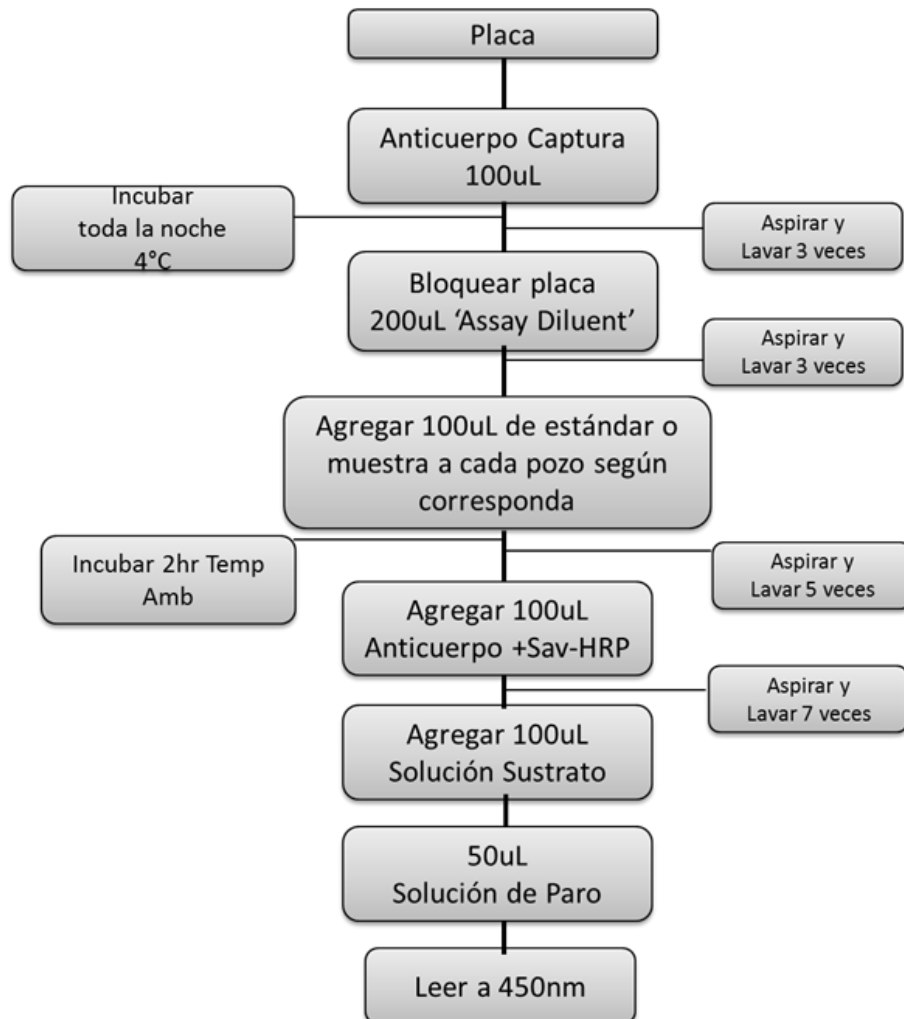 Placa
Anticuerpo Captura
100uL
Incubar
toda la noche
4°C
Aspirar y
Lavar 3 veces
Bloquear placa
200uL ‘Assay Diluent’
Aspirar y
Lavar 3 veces
Agregar 100uL de estándar o
muestra a cada pozo según
corresponda
Incubar 2hr Temp
Amb
Aspirar y
Lavar 5 veces
Agregar 100uL
Anticuerpo +Sav-HRP
Aspirar y
Lavar 7 veces
Agregar 100uL
Solución Sustrato
50uL
Solución de Paro
Leer a 450nm